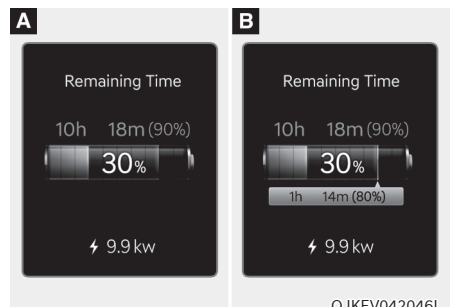 A
Remaining Time
10h 18m (90%)
30%
9.9 kw
B
Remaining Time
10h 18m (90%)
30%
1h 14m (80%)
9.9 kw
OJKEV042046L